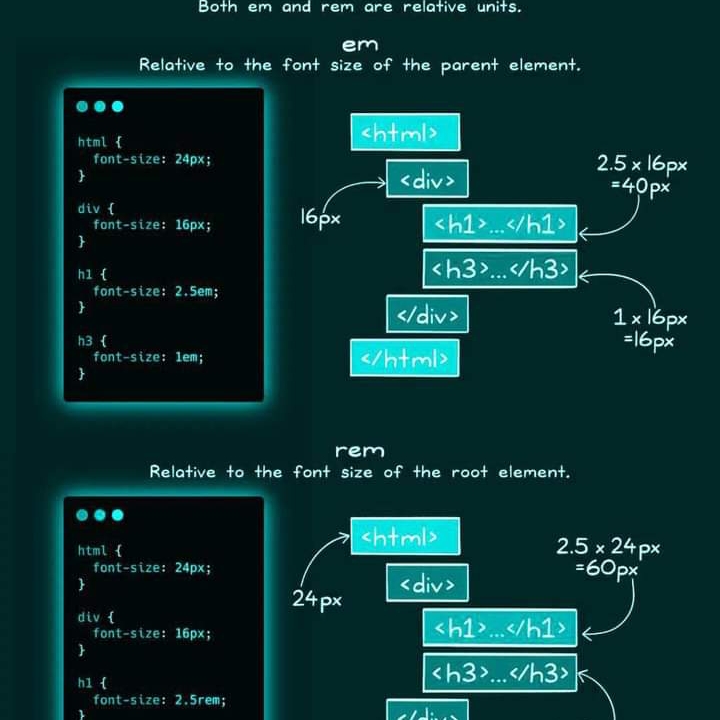 Both em and rem are relative units.
em
Relative to the font size of the parent element.
html {
font-size: 24px;
}
div {
font-size: 16px;
}
h1 {
font-size: 2.5em;
}
h3 {
font-size: 1em;
}
<html>
<div>
16px
<h1>...</h1>
2.5 x 16px
=40px
<h3>...</h3>
1 x 16px
=16px
</div>
</html>
rem
Relative to the font size of the root element.
html {
font-size: 24px;
}
div {
font-size: 16px;
}
h1 {
font-size: 2.5rem;
}
<html>
24px
<div>
2.5 x 24px
=60px
<h1>...</h1>
<h3>...</h3>
</div>